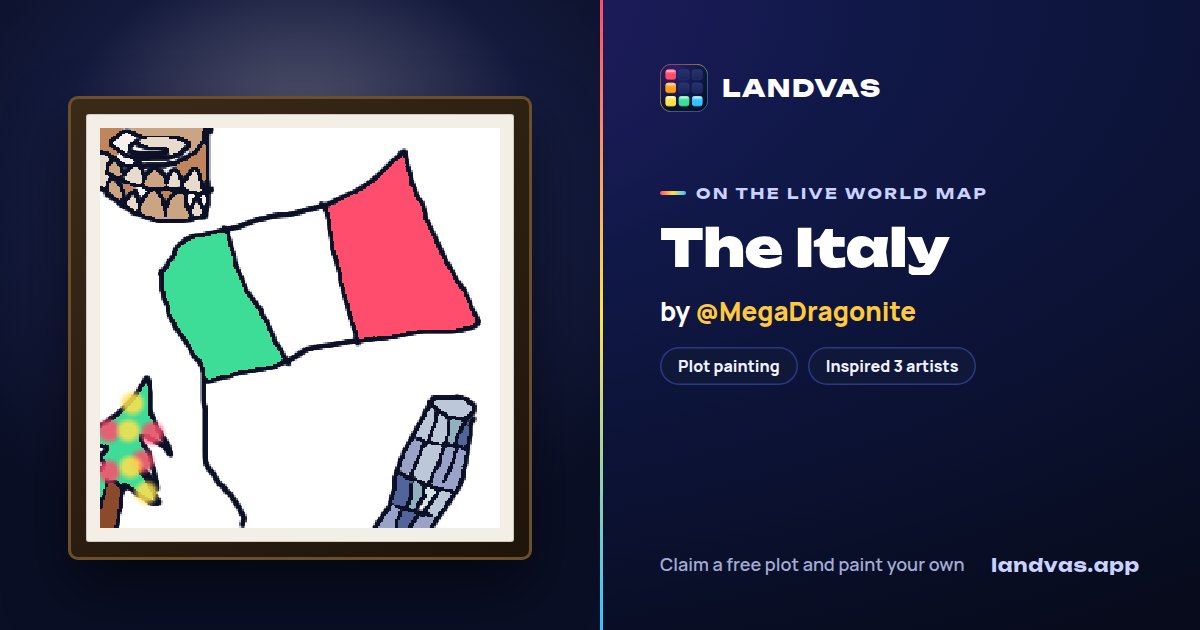 LANDVAS
ON THE LIVE WORLD MAP
The Italy
by @MegaDragonite
Plot painting
Inspired 3 artists
Claim a free plot and paint your own
landvas.app